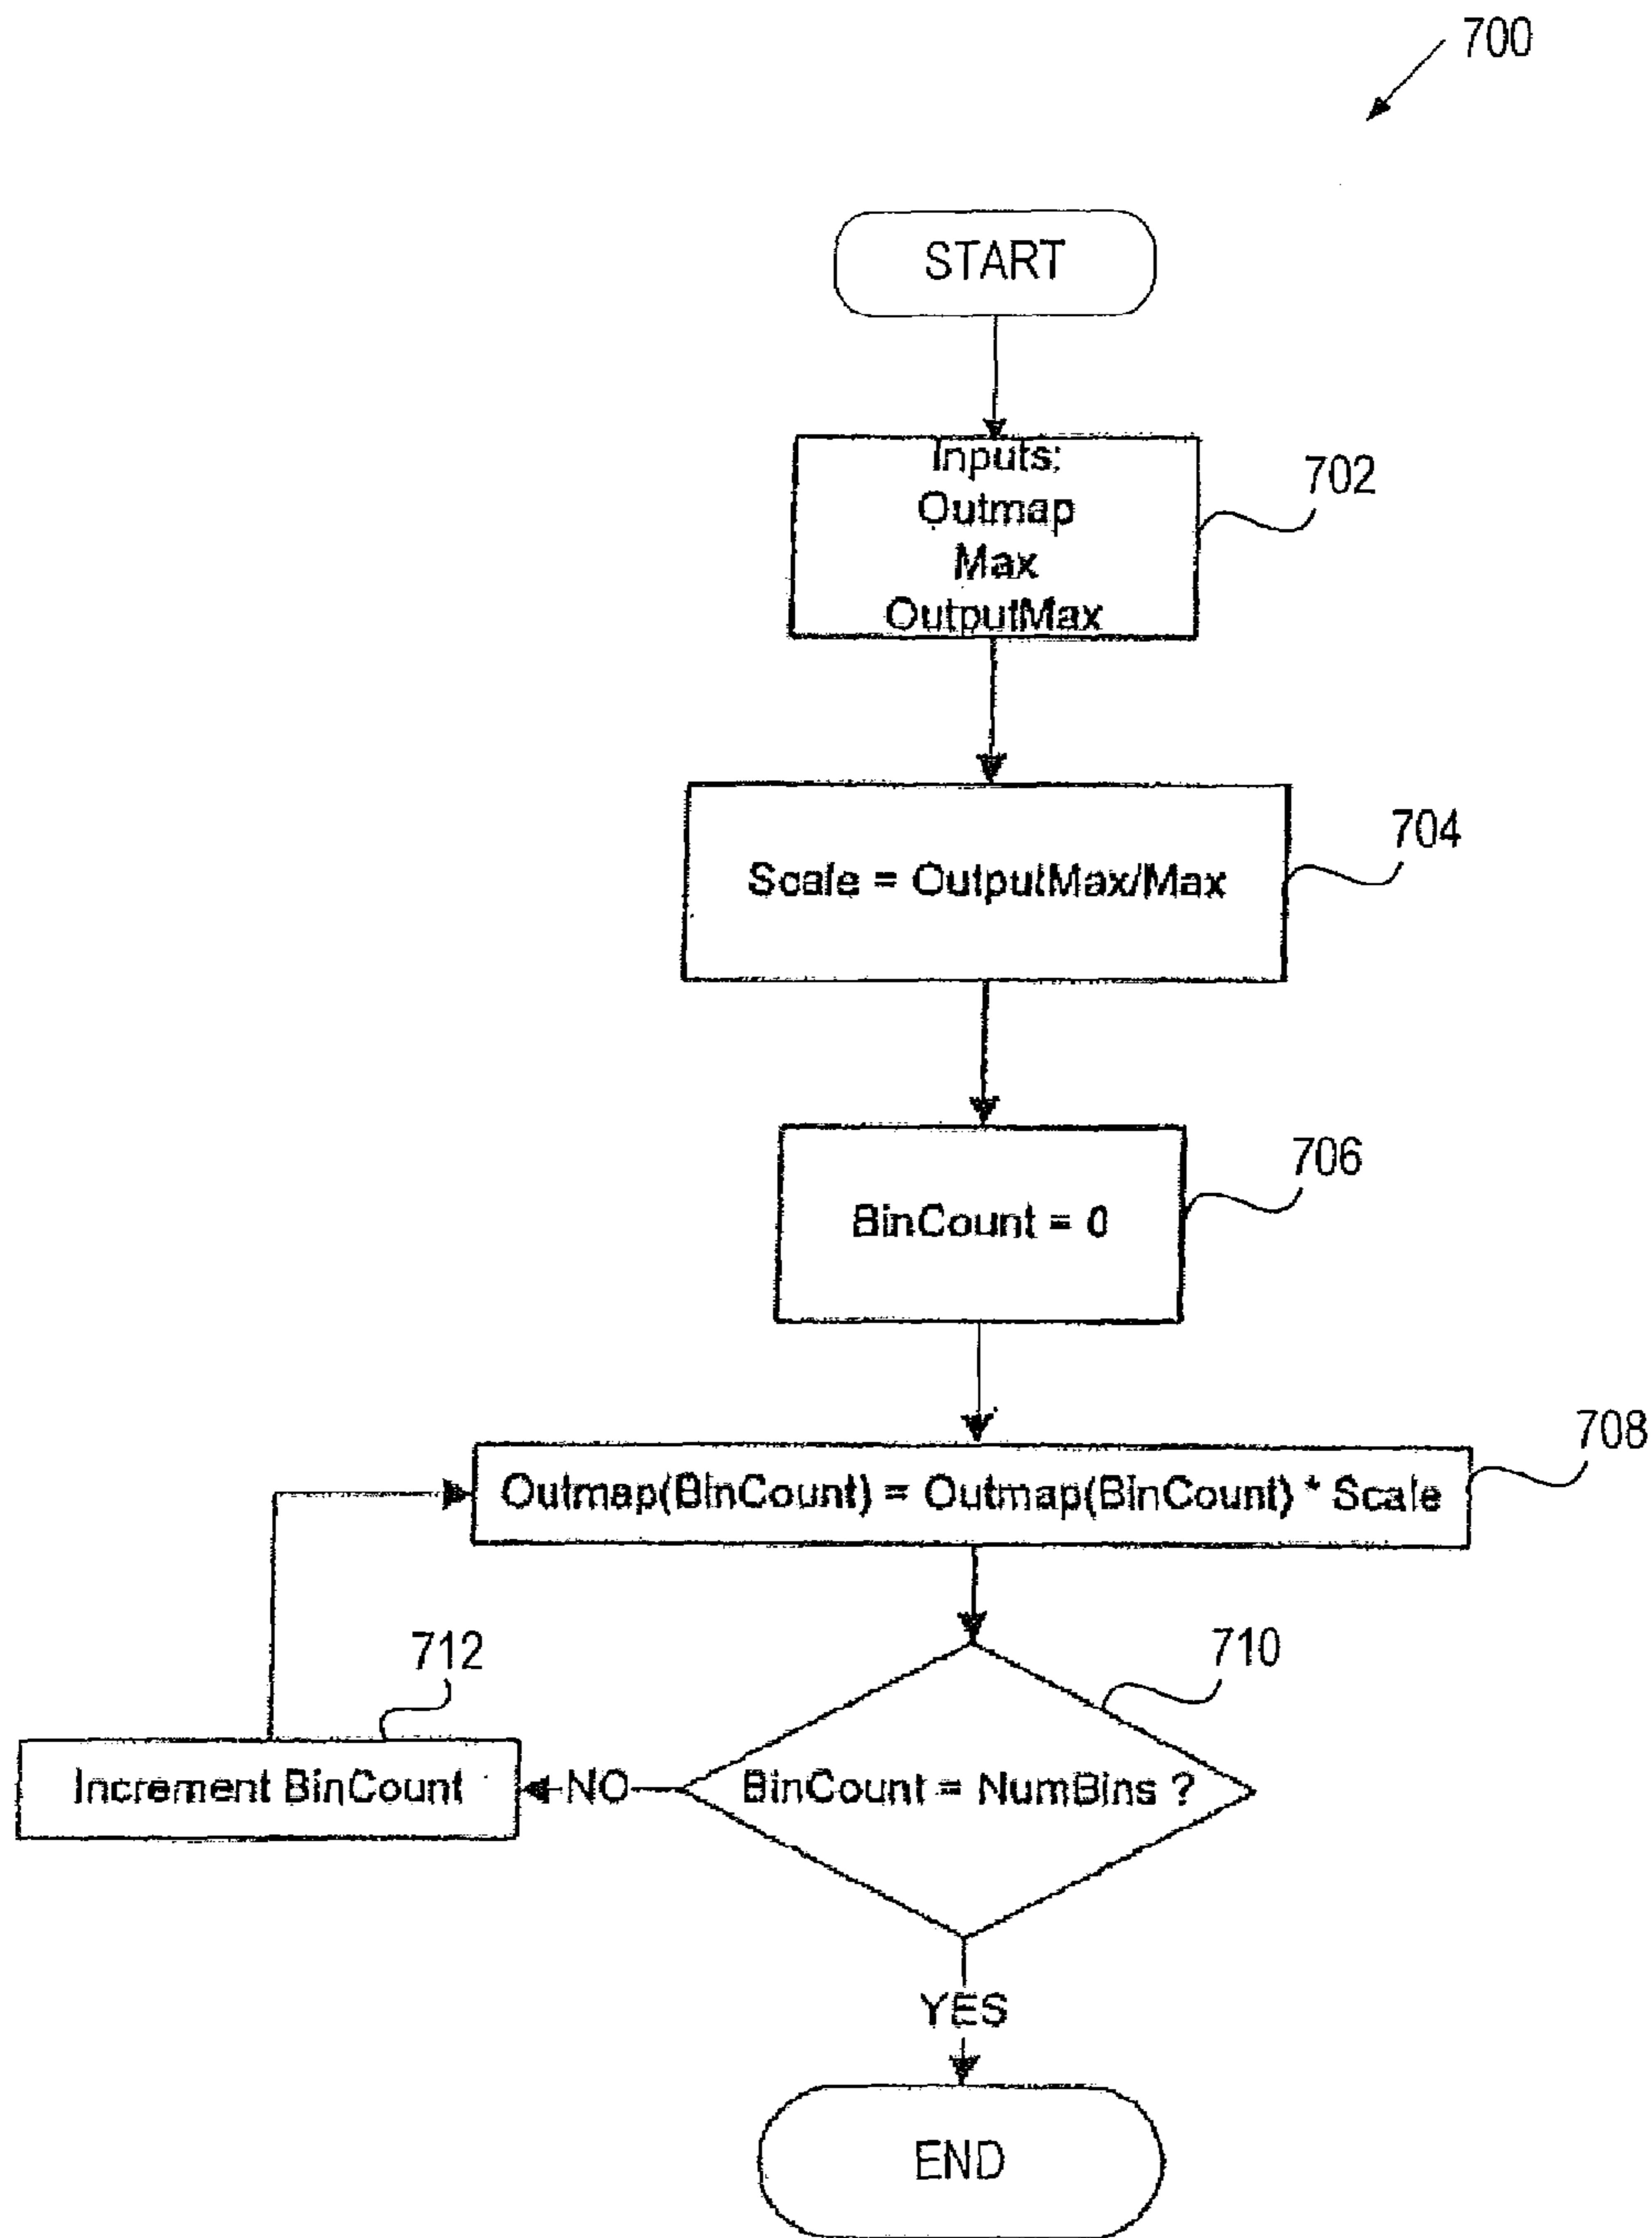 700
START
Inputs:
Outmap
Max
OutputMax
702
Scale = OutputMax/Max
704
BinCount = 0
706
Outmap(BinCount) = Outmap(BinCount) * Scale
708
BinCount = NumBins ?
710
NO
Increment BinCount
712
YES
END